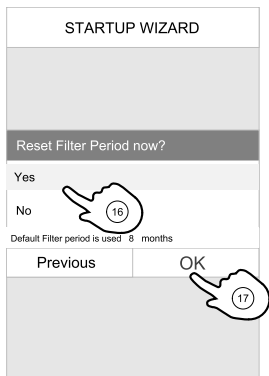 STARTUP WIZARD
Reset Filter Period now?
Yes
16
No
Default Filter period is used 8 months
Previous OK
17